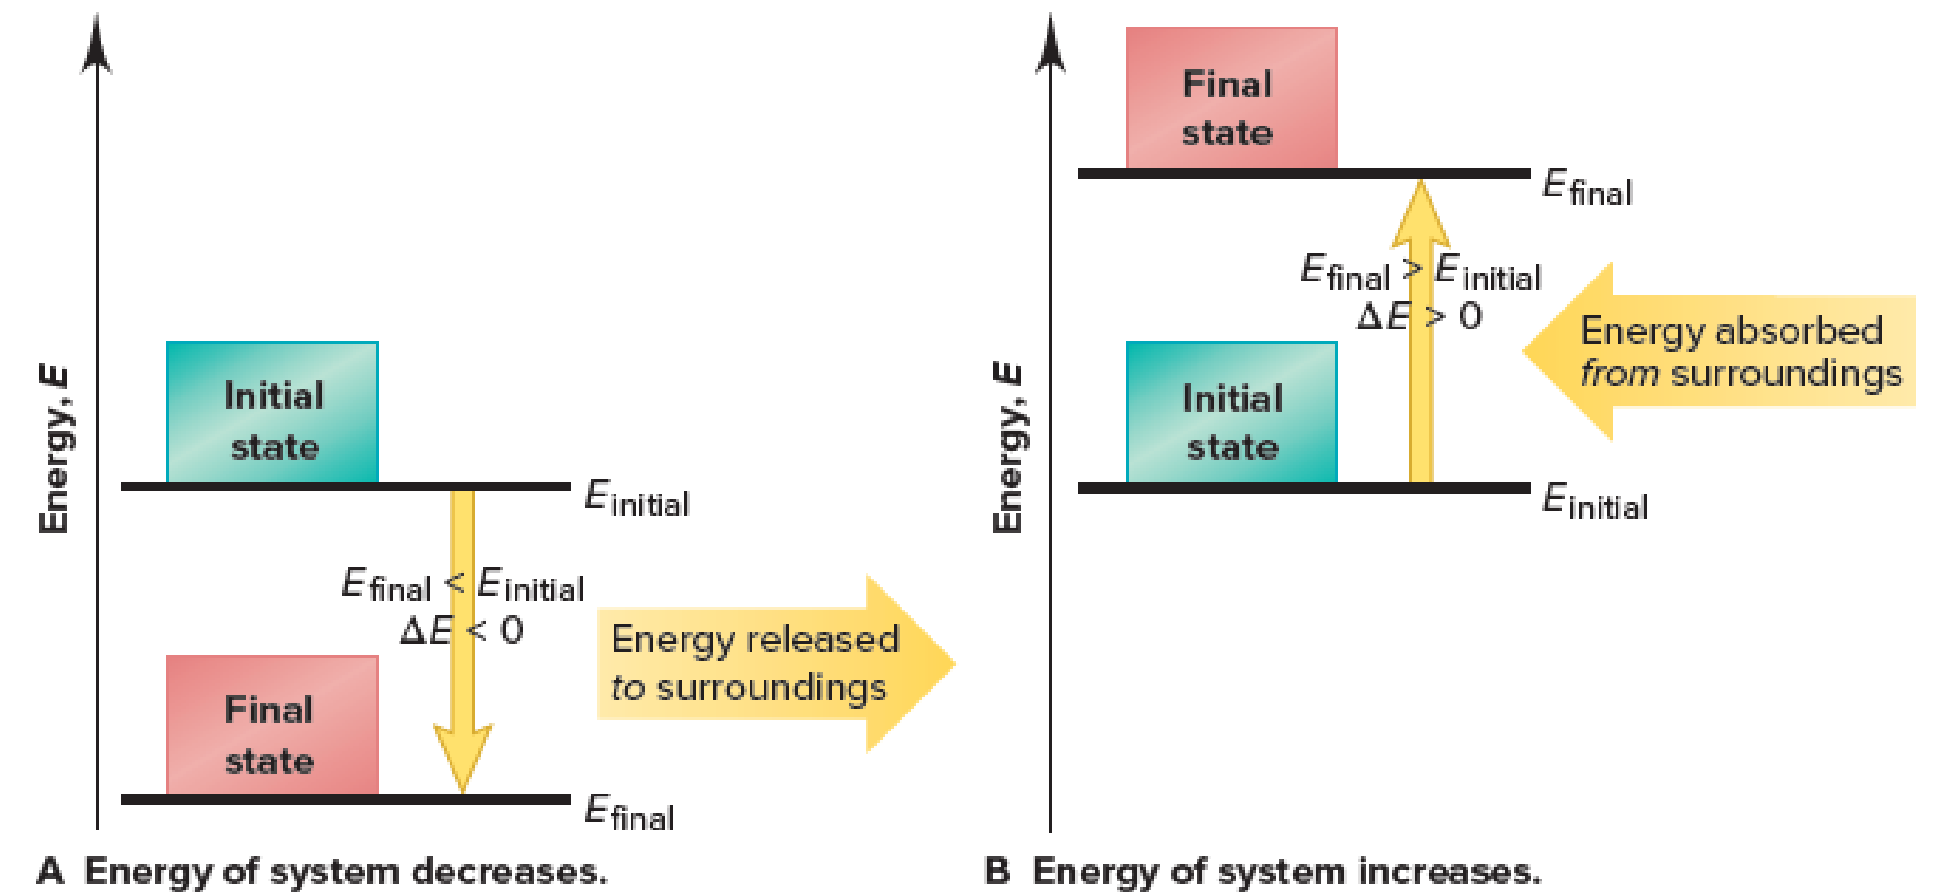 Energy, E
Initial
state
E initial
E final < E initial
ΔE < 0
Energy released
to surroundings
Final
state
E final
A Energy of system decreases.
Energy, E
Final
state
E final
E final > E initial
ΔE > 0
Energy absorbed
from surroundings
Initial
state
E initial
B Energy of system increases.